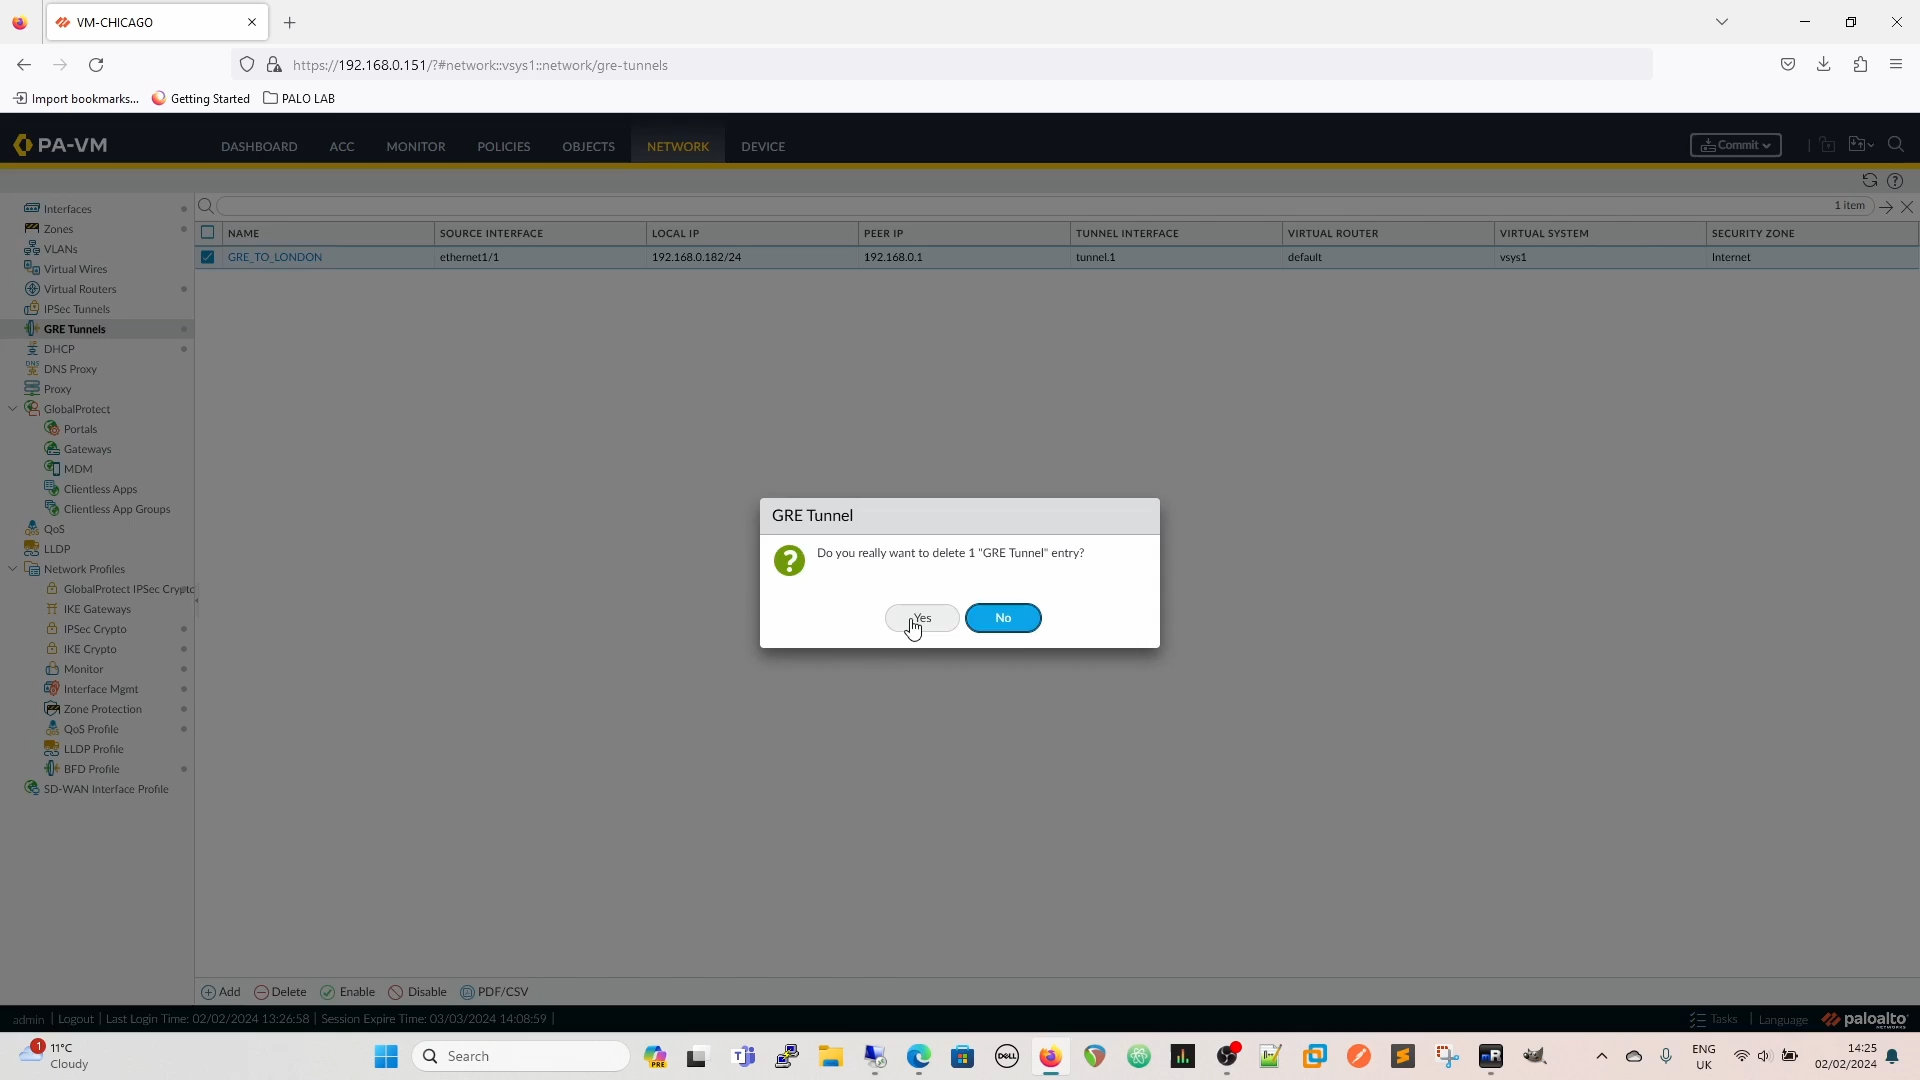 VM-CHICAGO
https://192.168.0.151/?#network::vsys1::network/gre-tunnels
Import bookmarks... Getting Started PALO LAB
PA-VM DASHBOARD ACC MONITOR POLICIES OBJECTS NETWORK DEVICE Commit
1 item
Interfaces
Zones
VLANs
Virtual Wires
Virtual Routers
IPSec Tunnels
GRE Tunnels
DHCP
DNS Proxy
Proxy
GlobalProtect
Portals
Gateways
MDM
Clientless Apps
Clientless App Groups
QoS
LLDP
Network Profiles
GlobalProtect IPSec Crypto
IKE Gateways
IPSec Crypto
IKE Crypto
Monitor
Interface Mgmt
Zone Protection
QoS Profile
LLDP Profile
BFD Profile
SD-WAN Interface Profile
NAME SOURCE INTERFACE LOCAL IP PEER IP TUNNEL INTERFACE VIRTUAL ROUTER VIRTUAL SYSTEM SECURITY ZONE
GRE_TO_LONDON ethernet1/1 192.168.0.182/24 192.168.0.1 tunnel.1 default vsys1 Internet
GRE Tunnel
Do you really want to delete 1 "GRE Tunnel" entry?
Yes No
Add Delete Enable Disable PDF/CSV
admin | Logout | Last Login Time: 02/02/2024 13:26:58 | Session Expire Time: 03/03/2024 14:08:59 |
Tasks | Language paloalto NETWORKS
1 11°C
Cloudy
Search
PRE
DELL
ENG
UK
14:25
02/02/2024